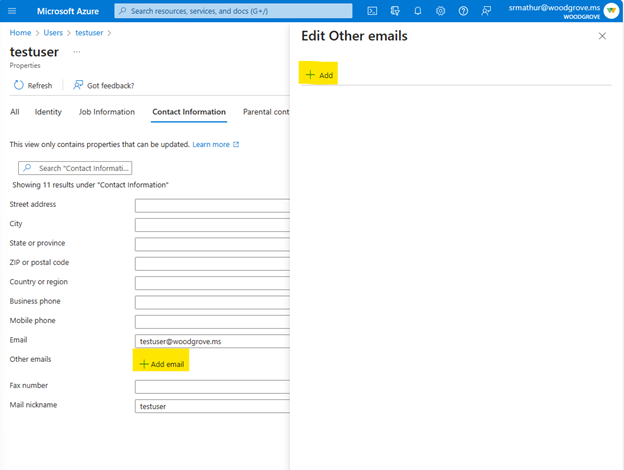 Microsoft Azure
Search resources, services, and docs (G+/)
srmathur@woodgrove.ms
WOODGROVE
Home > Users > testuser >
testuser ...
Properties
Refresh
Got feedback?
All Identity Job Information Contact Information Parental cont
This view only contains properties that can be updated. Learn more
Search "Contact Informati...
Showing 11 results under "Contact Information"
Street address
City
State or province
ZIP or postal code
Country or region
Business phone
Mobile phone
Email testuser@woodgrove.ms
Other emails + Add email
Fax number
Mail nickname testuser
Edit Other emails
+ Add